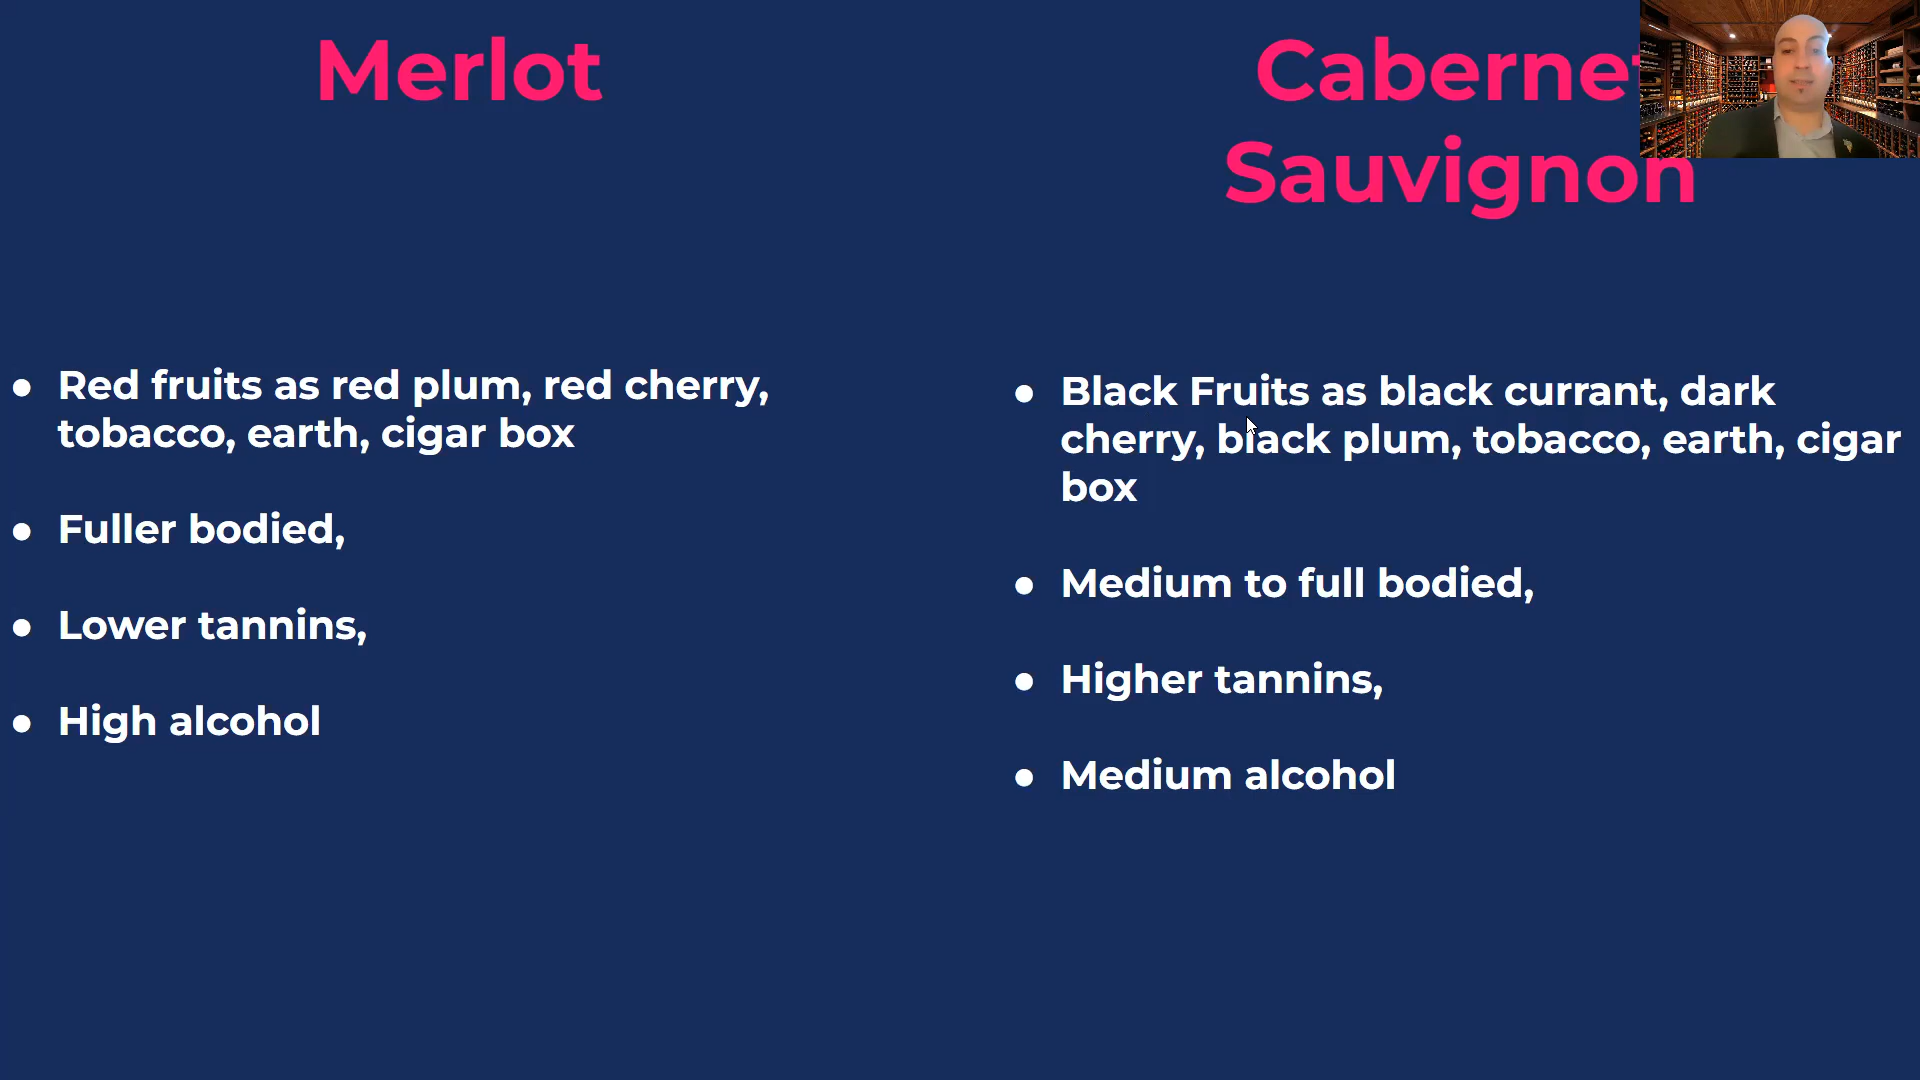 Merlot
Cabernet
Sauvignon
● Red fruits as red plum, red cherry,
tobacco, earth, cigar box
● Fuller bodied,
● Lower tannins,
● High alcohol
● Black Fruits as black currant, dark
cherry, black plum, tobacco, earth, cigar
box
● Medium to full bodied,
● Higher tannins,
● Medium alcohol